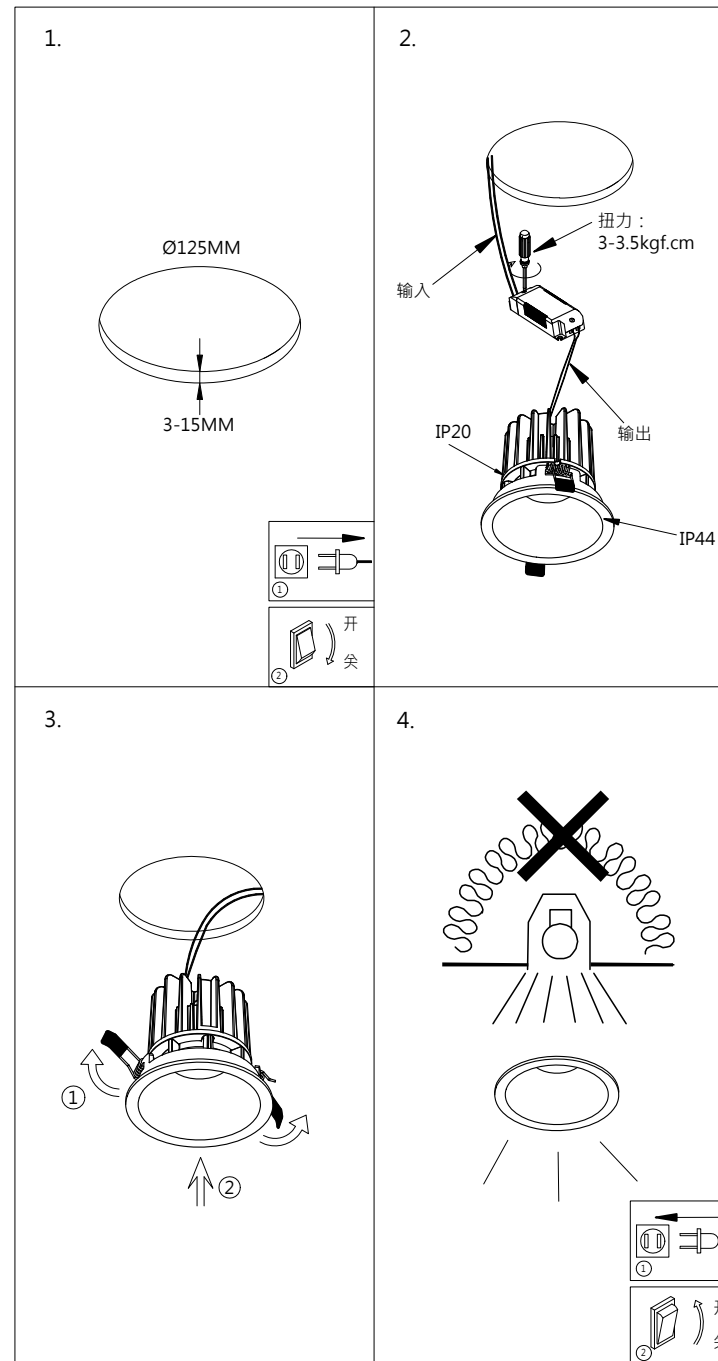 1.
Ø125MM
3-15MM
①
开
关
②
2.
扭力：
3-3.5kgf.cm
输入
输出
IP20
IP44
3.
①
②
4.
①
②